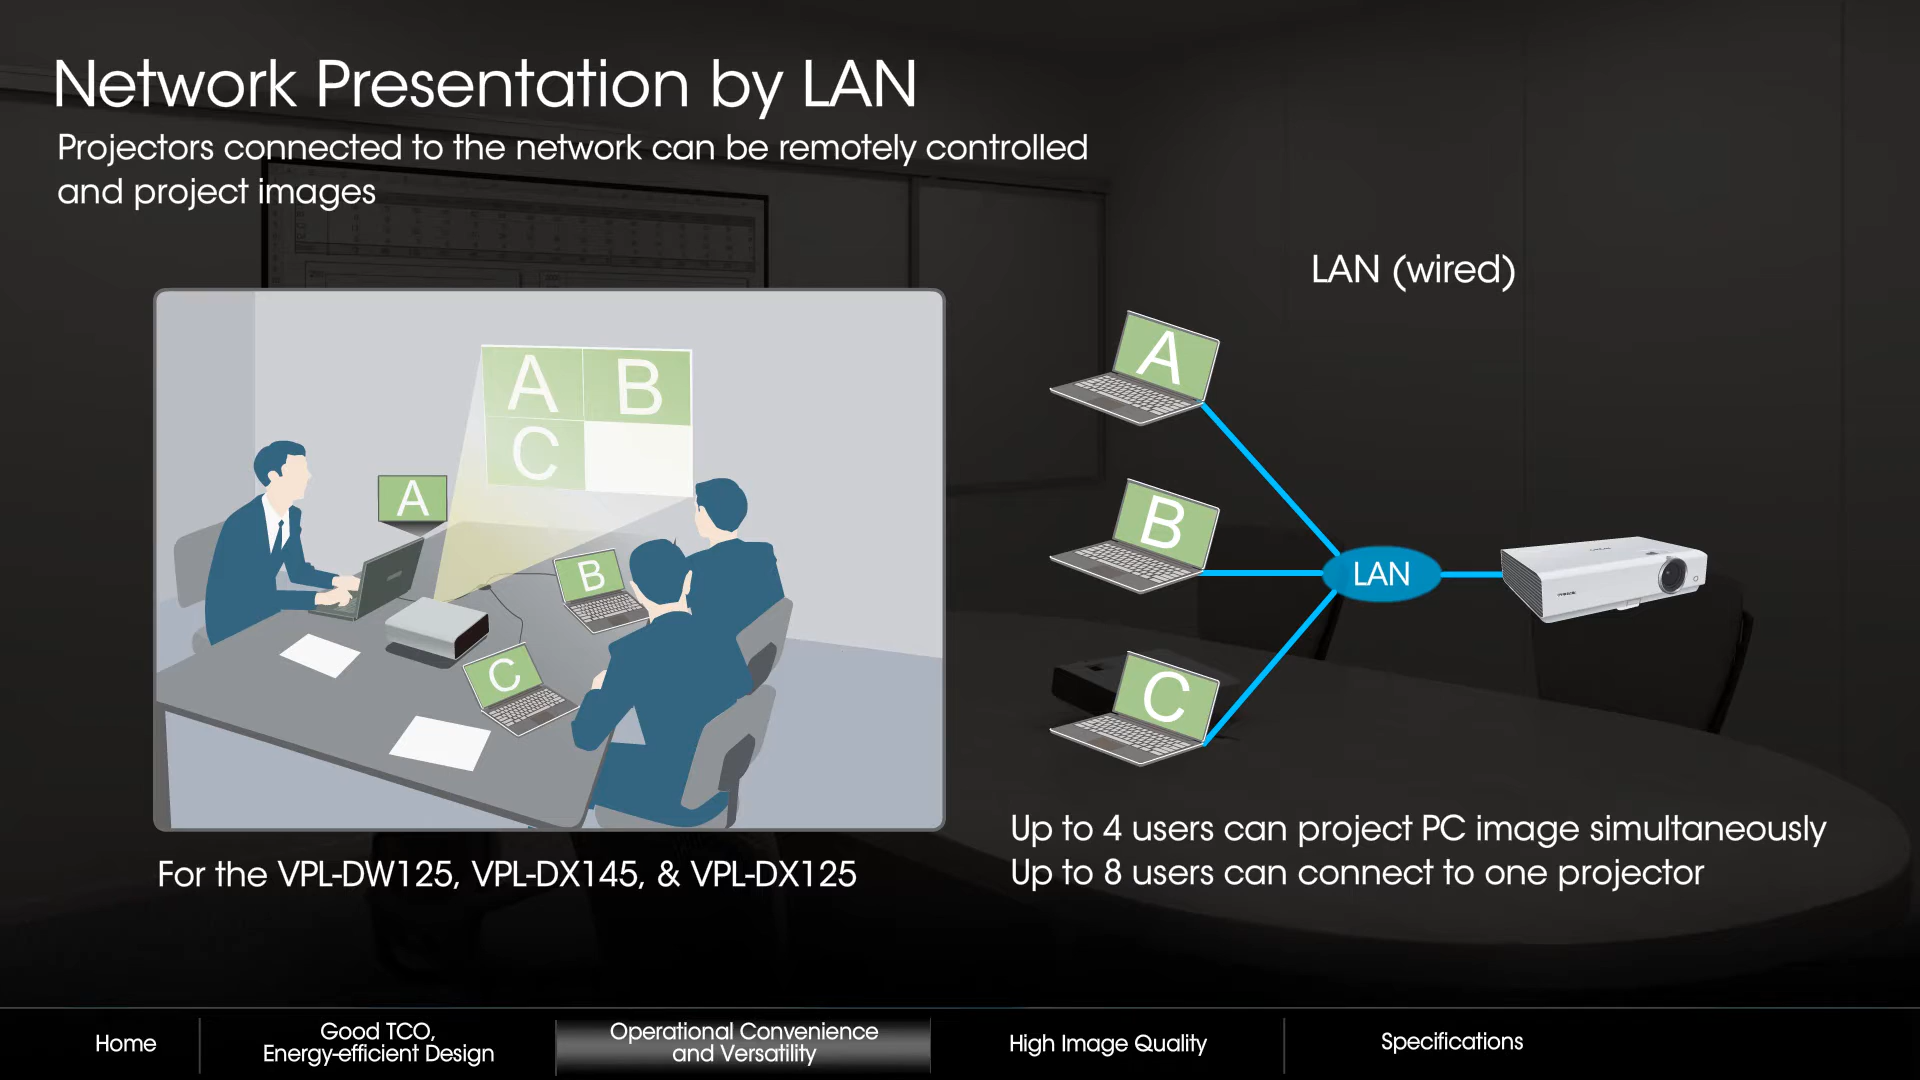 Network Presentation by LAN
Projectors connected to the network can be remotely controlled
and project images
LAN (wired)
A B
C
A
B
C
A
B
C
LAN
For the VPL-DW125, VPL-DX145, & VPL-DX125
Up to 4 users can project PC image simultaneously
Up to 8 users can connect to one projector
Home
Good TCO,
Energy-efficient Design
Operational Convenience
and Versatility
High Image Quality
Specifications